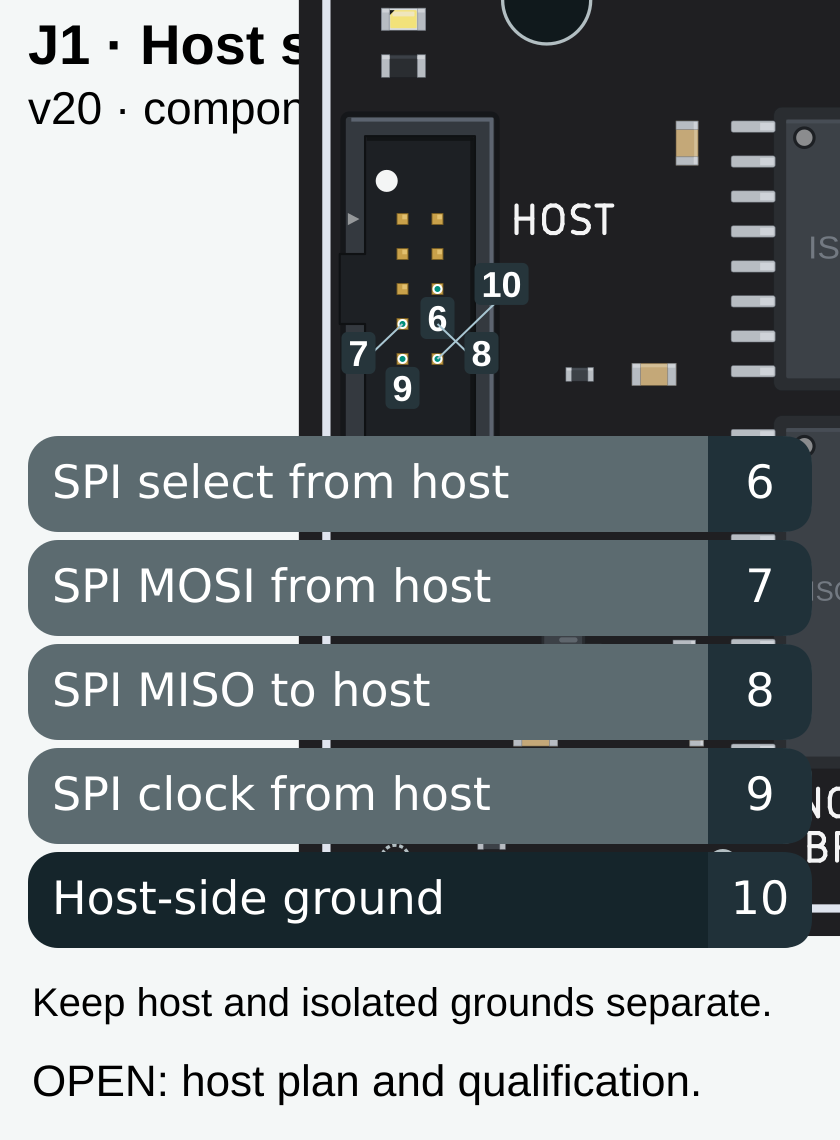 J1 · Host
v20 ·
HOST
10
6
7
8
9
SPI select from host 6
SPI MOSI from host 7
SPI MISO to host 8
SPI clock from host 9
Host-side ground 10
Keep host and isolated grounds separate.
OPEN: host plan and qualification.